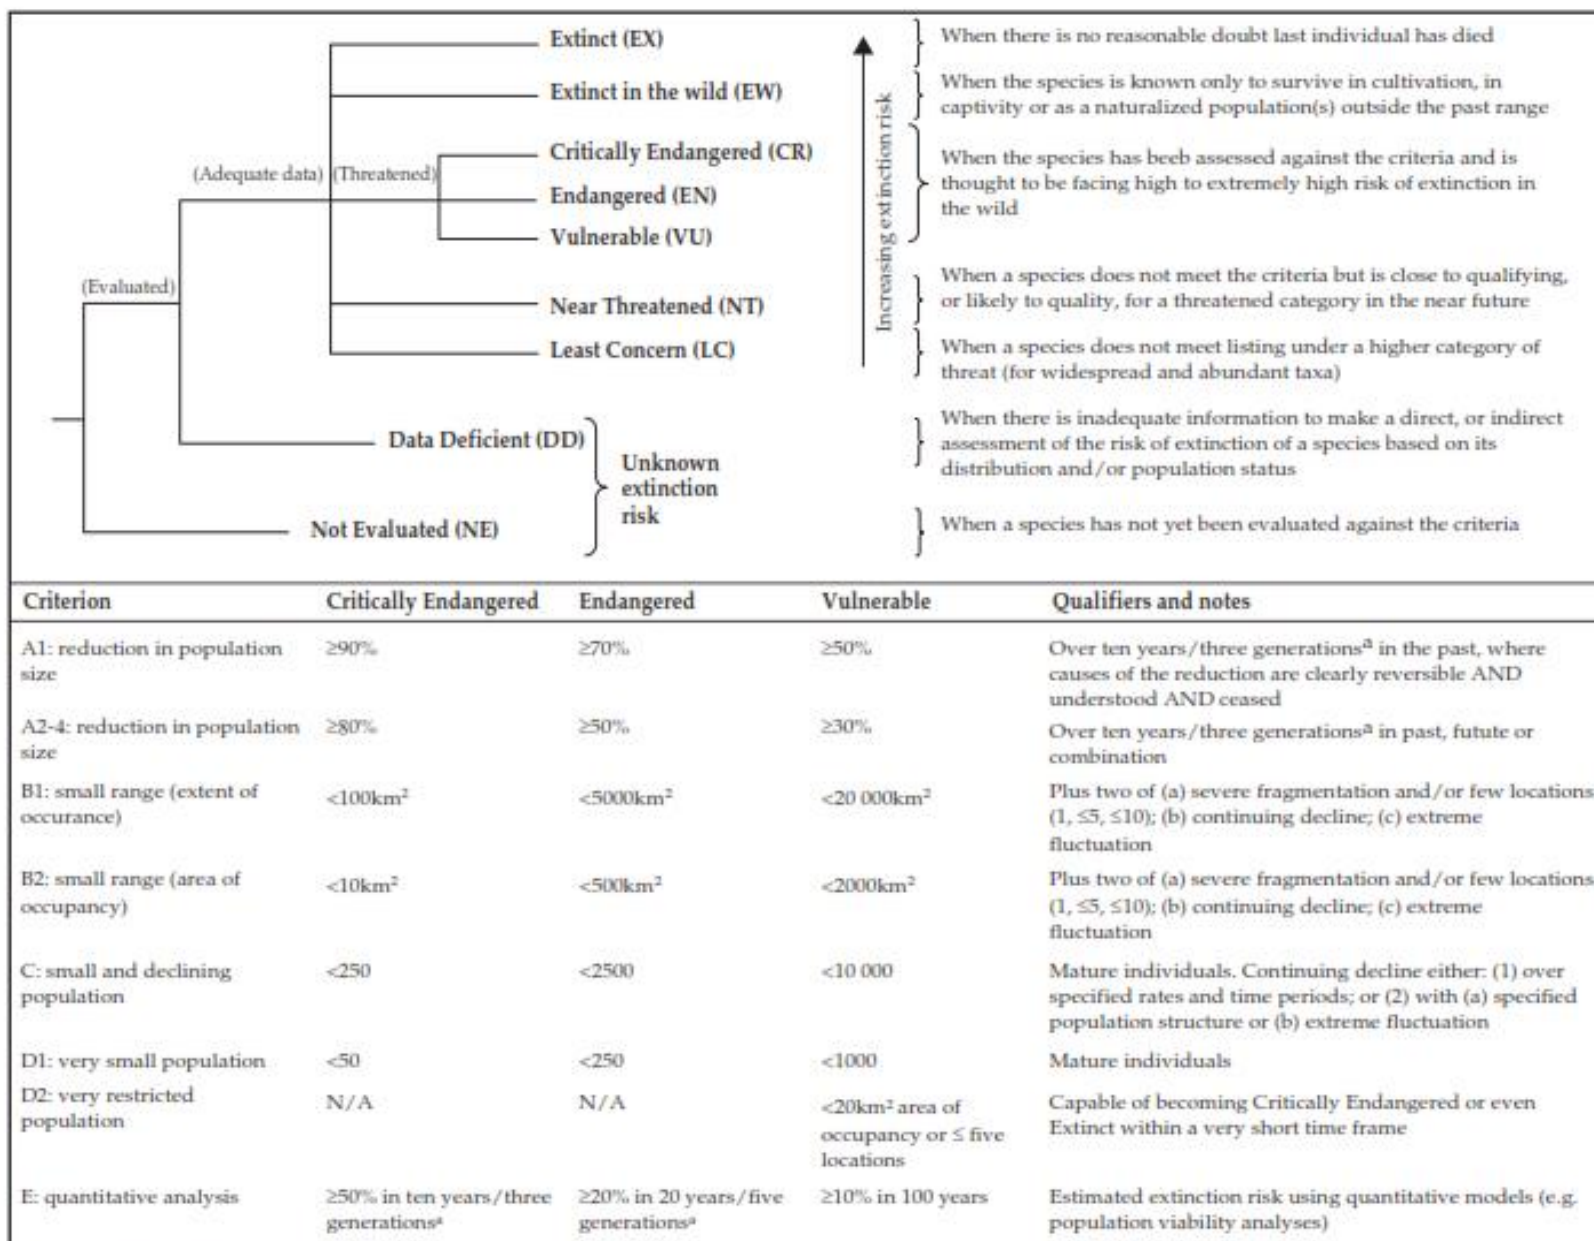 Extinct (EX)
When there is no reasonable doubt last individual has died
Extinct in the wild (EW)
When the species is known only to survive in cultivation, in
captivity or as a naturalized population(s) outside the past range
(Adequate data) (Threatened)
Critically Endangered (CR)
Endangered (EN)
Vulnerable (VU)
When the species has beeb assessed against the criteria and is
thought to be facing high to extremely high risk of extinction in
the wild
Increasing extinction risk
(Evaluated)
Near Threatened (NT)
When a species does not meet the criteria but is close to qualifying,
or likely to quality, for a threatened category in the near future
Least Concern (LC)
When a species does not meet listing under a higher category of
threat (for widespread and abundant taxa)
Data Deficient (DD)
Unknown
extinction
risk
When there is inadequate information to make a direct, or indirect
assessment of the risk of extinction of a species based on its
distribution and/or population status
Not Evaluated (NE)
When a species has not yet been evaluated against the criteria
Criterion Critically Endangered Endangered Vulnerable Qualifiers and notes
A1: reduction in population ≥90% ≥70% ≥50% Over ten years/three generationsᵃ in the past, where
size causes of the reduction are clearly reversible AND
understood AND ceased
A2-4: reduction in population ≥80% ≥50% ≥30% Over ten years/three generationsᵃ in past, futute or
size combination
B1: small range (extent of <100km² <5000km² <20 000km² Plus two of (a) severe fragmentation and/or few locations
occurance) (1, ≤5, ≤10); (b) continuing decline; (c) extreme
fluctuation
B2: small range (area of <10km² <500km² <2000km² Plus two of (a) severe fragmentation and/or few locations
occupancy) (1, ≤5, ≤10); (b) continuing decline; (c) extreme
fluctuation
C: small and declining <250 <2500 <10 000 Mature individuals. Continuing decline either: (1) over
population specified rates and time periods; or (2) with (a) specified
population structure or (b) extreme fluctuation
D1: very small population <50 <250 <1000 Mature individuals
D2: very restricted N/A N/A <20km² area of Capable of becoming Critically Endangered or even
population occupancy or ≤ five Extinct within a very short time frame
locations
E: quantitative analysis ≥50% in ten years/three ≥20% in 20 years/five ≥10% in 100 years Estimated extinction risk using quantitative models (e.g.
generationsᵃ generationsᵃ population viability analyses)